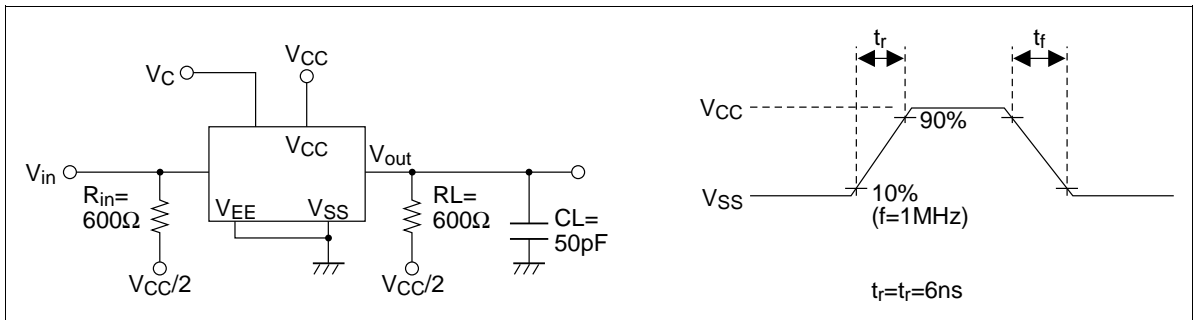 VC
VCC
VCC
Vin
Vout
Rin=
600Ω
VEE
VSS
RL=
600Ω
CL=
50pF
VCC/2
VCC/2
tr
tf
VCC
90%
VSS
10%
(f=1MHz)
tr=tr=6ns